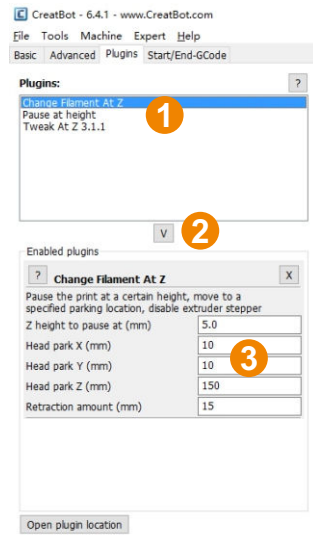 CreatBot - 6.4.1 - www.CreatBot.com
File Tools Machine Expert Help
Basic Advanced Plugins Start/End-GCode
Plugins: ?
Change Filament At Z
Pause at height
Tweak At Z 3.1.1
1
V 2
Enabled plugins
? Change Filament At Z X
Pause the print at a certain height, move to a
specified parking location, disable extruder stepper
Z height to pause at (mm) 5.0
Head park X (mm) 10
Head park Y (mm) 10
3
Head park Z (mm) 150
Retraction amount (mm) 15
Open plugin location